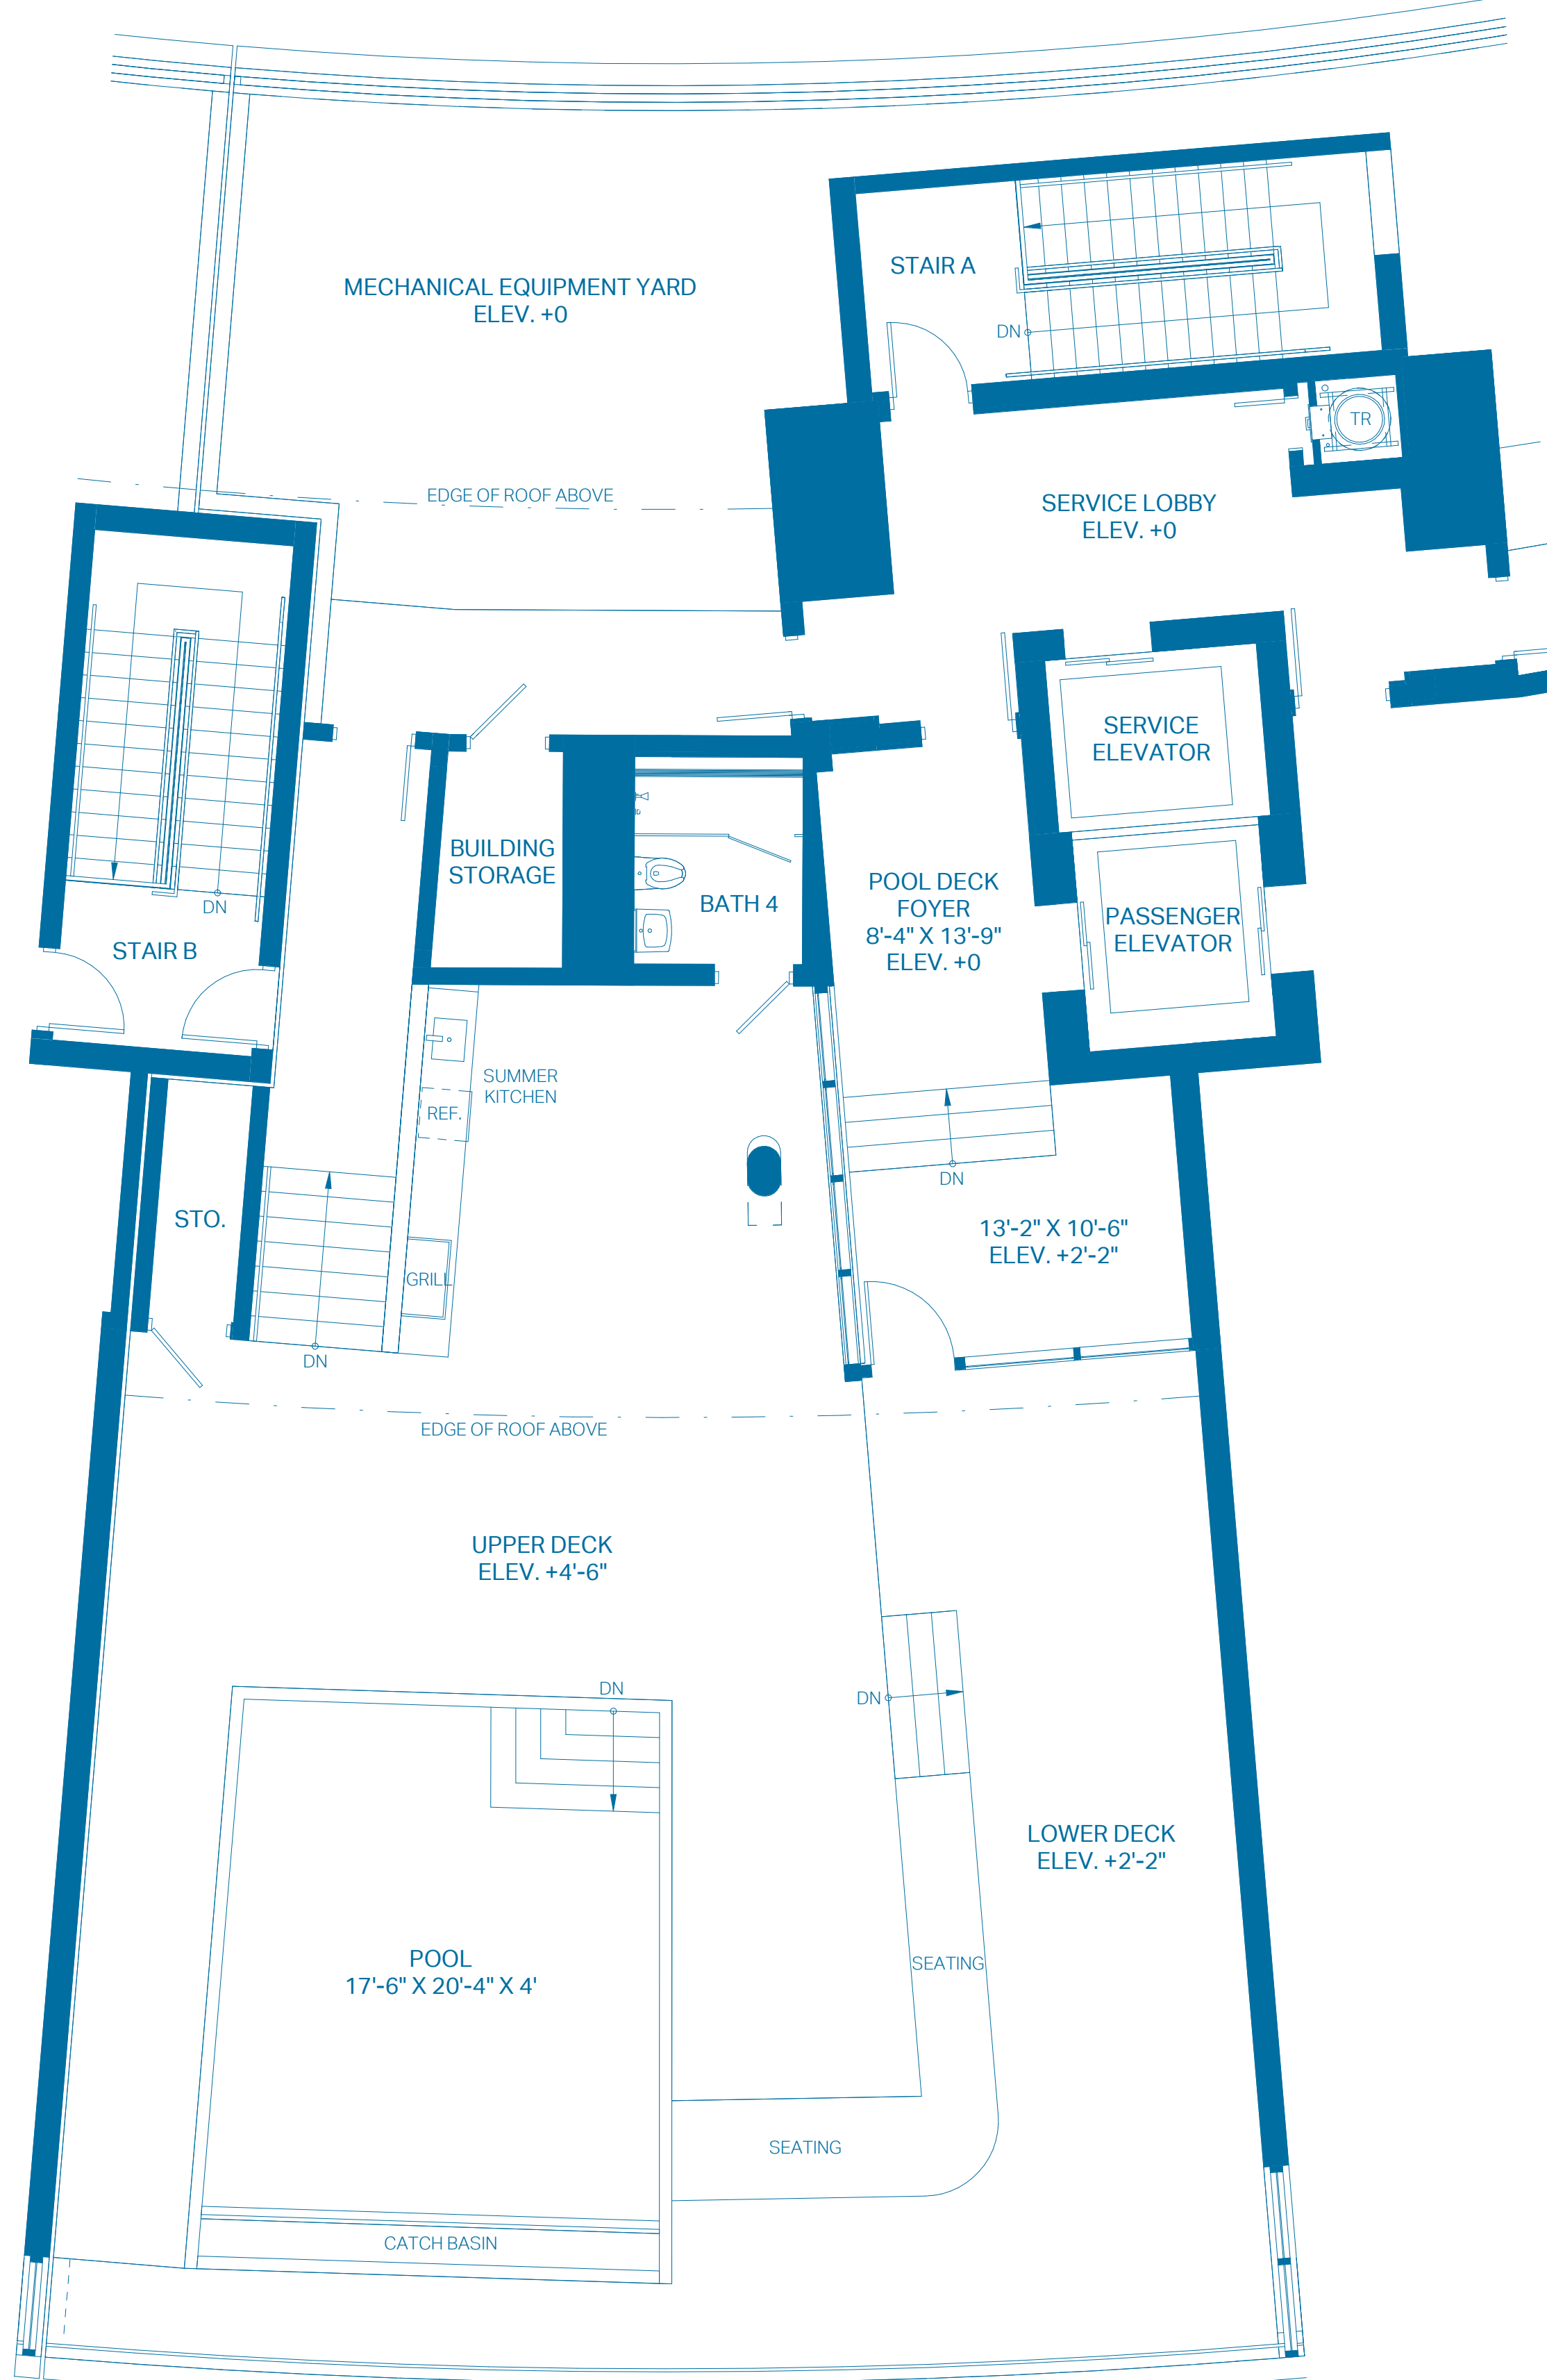 MECHANICAL EQUIPMENT YARD
ELEV. +0
STAIR A
DN
TR
EDGE OF ROOF ABOVE
SERVICE LOBBY
ELEV. +0
SERVICE
ELEVATOR
BUILDING
STORAGE
BATH 4
POOL DECK
FOYER
8'-4" X 13'-9"
ELEV. +0
PASSENGER
ELEVATOR
DN
STAIR B
SUMMER
KITCHEN
REF.
DN
STO.
13'-2" X 10'-6"
ELEV. +2'-2"
GRILL
DN
EDGE OF ROOF ABOVE
UPPER DECK
ELEV. +4'-6"
DN
DN
LOWER DECK
ELEV. +2'-2"
POOL
17'-6" X 20'-4" X 4'
SEATING
SEATING
CATCH BASIN